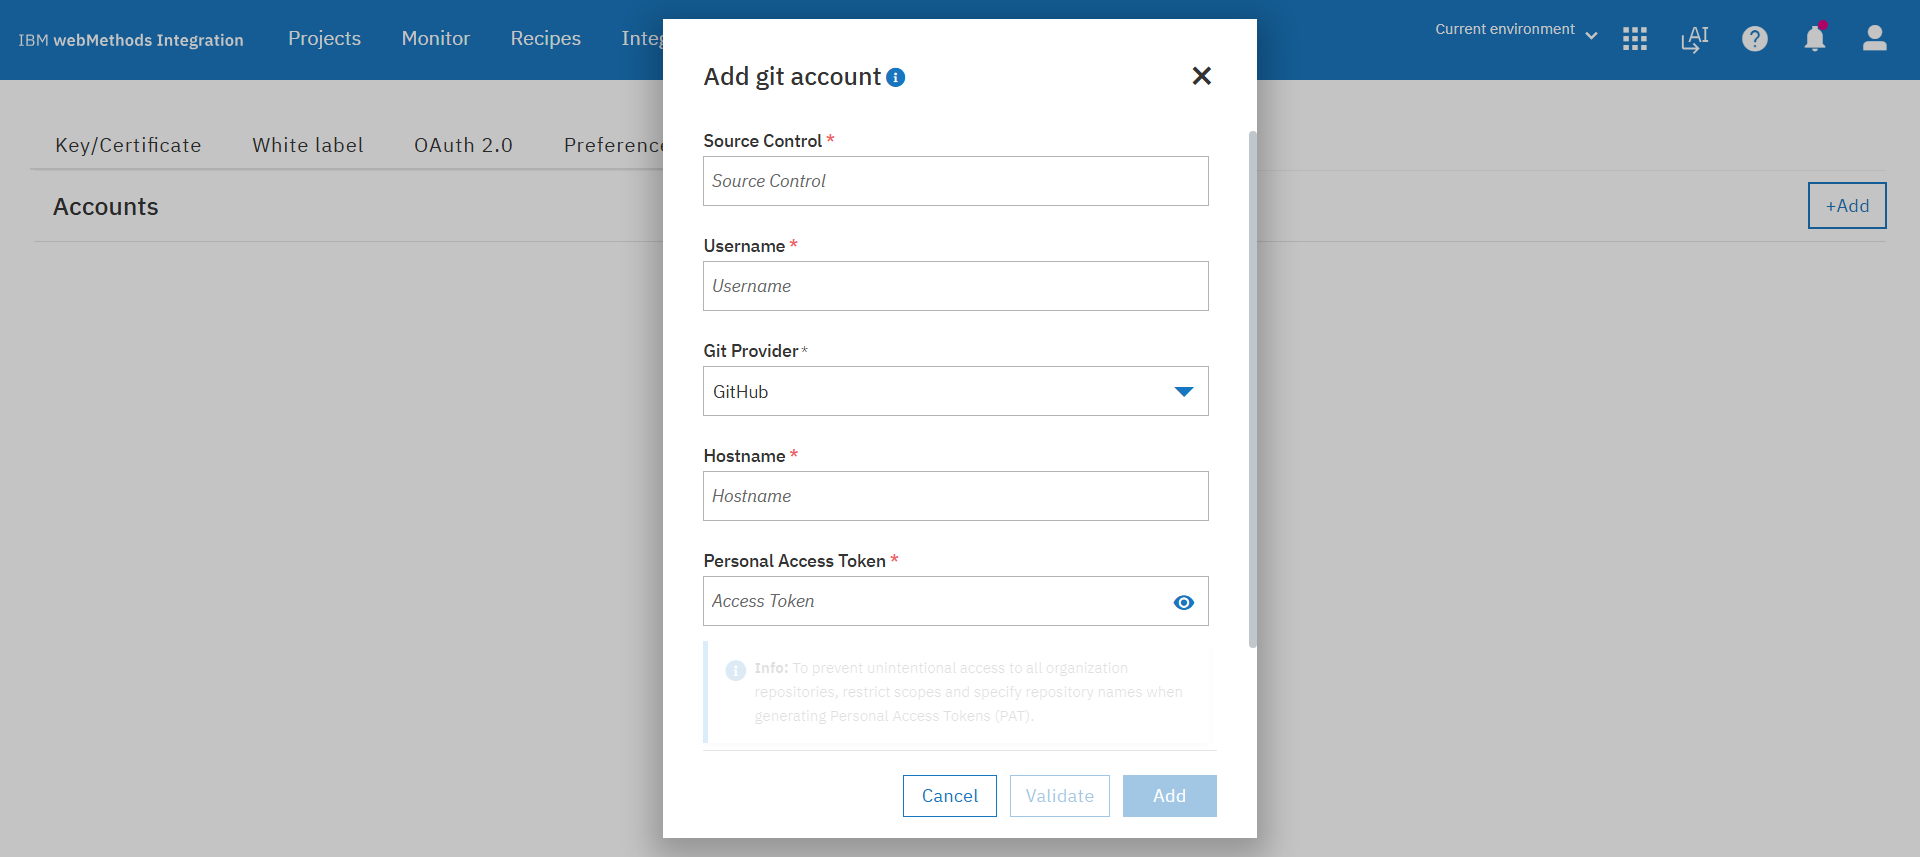 IBM webMethods Integration
Projects
Monitor
Recipes
Integ
Current environment
AI
Key/Certificate
White label
OAuth 2.0
Preference
Accounts
+Add
Add git account
Source Control *
Source Control
Username *
Username
Git Provider*
GitHub
Hostname *
Hostname
Personal Access Token *
Access Token
Info: To prevent unintentional access to all organization
repositories, restrict scopes and specify repository names when
generating Personal Access Tokens (PAT).
Cancel
Validate
Add